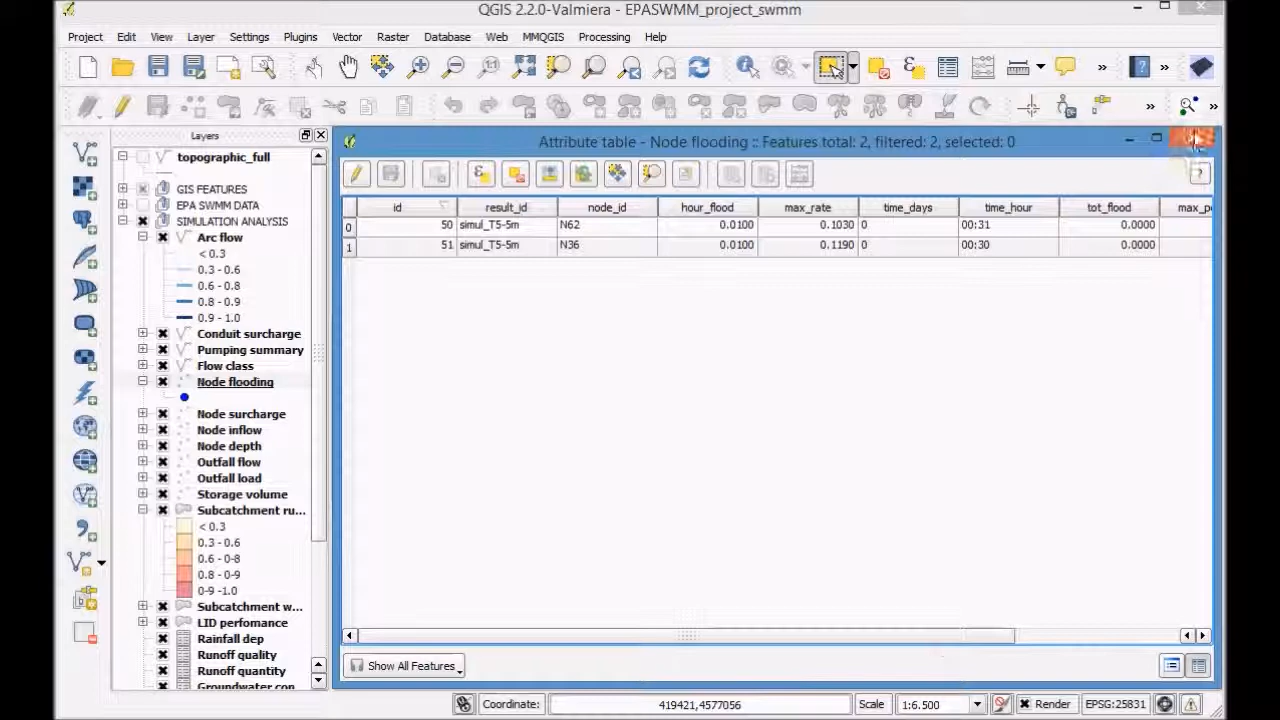 QGIS 2.2.0-Valmiera - EPASWMM_project_swmm
Project Edit View Layer Settings Plugins Vector Raster Database Web MMQGIS Processing Help
Layers
topographic_full
GIS FEATURES
EPA SWMM DATA
SIMULATION ANALYSIS
Arc flow
< 0.3
0.3 - 0.6
0.6 - 0.8
0.8 - 0.9
0.9 - 1.0
Conduit surcharge
Pumping summary
Flow class
Node flooding
Node surcharge
Node inflow
Node depth
Outfall flow
Outfall load
Storage volume
Subcatchment ru...
< 0.3
0.3 - 0.6
0.6 - 0-8
0.8 - 0-9
0-9 -1.0
Subcatchment w...
LID perfomance
Rainfall dep
Runoff quality
Runoff quantity
Groundwater con
Attribute table - Node flooding :: Features total: 2, filtered: 2, selected: 0
id result_id node_id hour_flood max_rate time_days time_hour tot_flood max_p
0 50 simul_T5-5m N62 0.0100 0.1030 0 00:31 0.0000
1 51 simul_T5-5m N36 0.0100 0.1190 0 00:30 0.0000
Show All Features
Coordinate: 419421,4577056 Scale 1:6.500 Render EPSG:25831